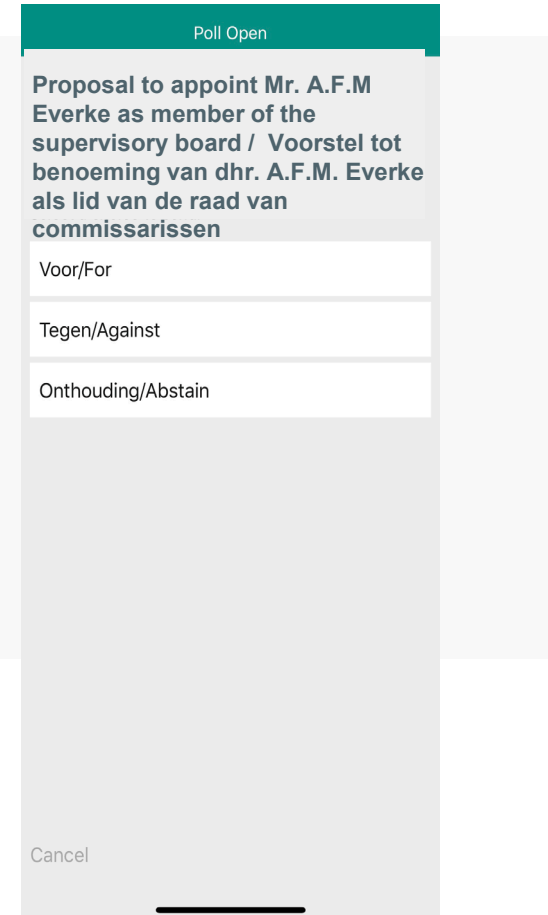 Poll Open
Proposal to appoint Mr. A.F.M
Everke as member of the
supervisory board /  Voorstel tot
benoeming van dhr. A.F.M. Everke
als lid van de raad van
commissarissen
Voor/For
Tegen/Against
Onthouding/Abstain
Cancel